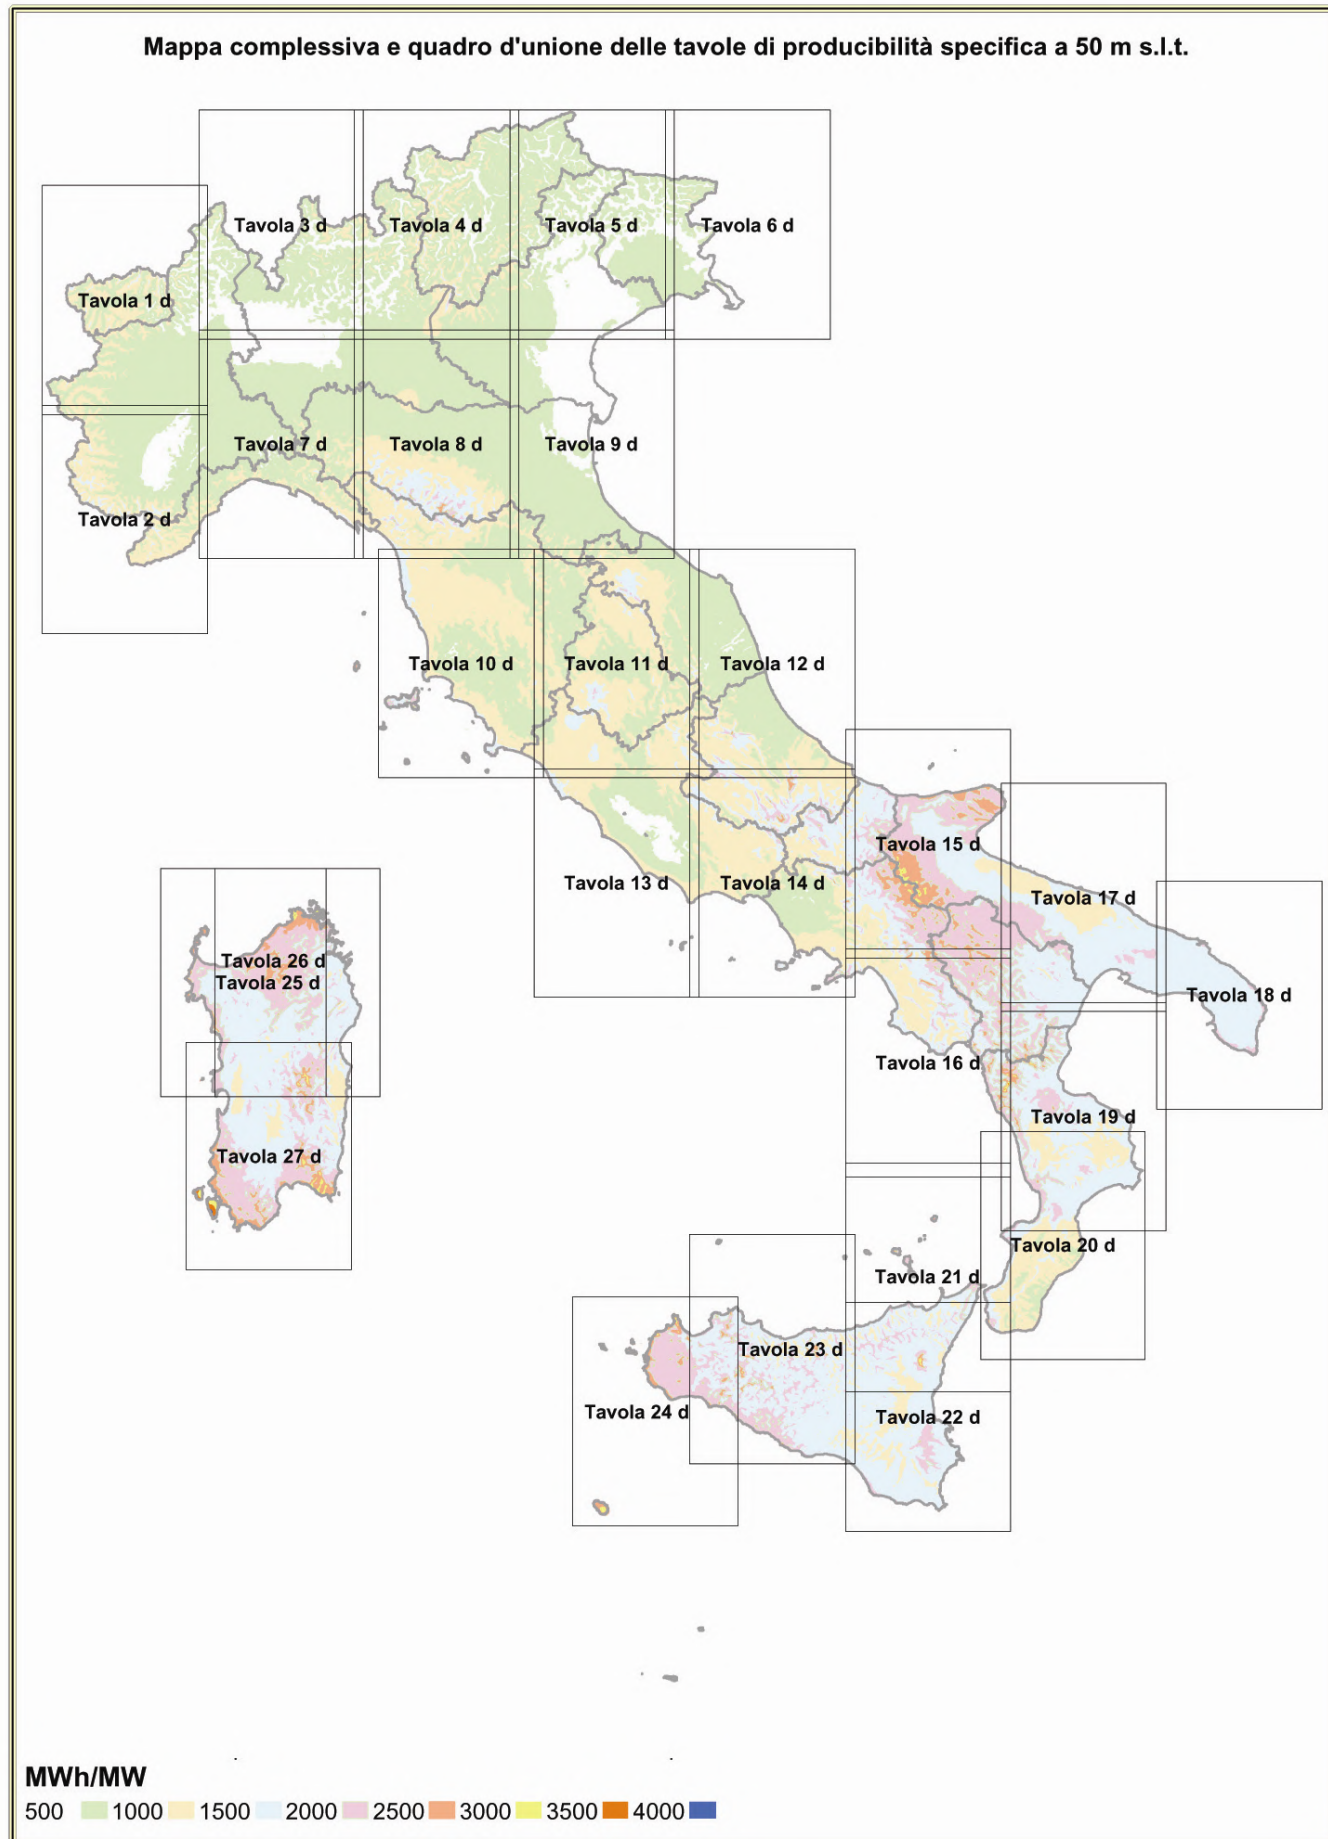 Mappa complessiva e quadro d'unione delle tavole di producibilità specifica a 50 m s.l.t.
Tavola 3 d
Tavola 4 d
Tavola 5 d
Tavola 6 d
Tavola 1 d
Tavola 7 d
Tavola 8 d
Tavola 9 d
Tavola 2 d
Tavola 10 d
Tavola 11 d
Tavola 12 d
Tavola 15 d
Tavola 13 d
Tavola 14 d
Tavola 17 d
Tavola 26 d
Tavola 25 d
Tavola 18 d
Tavola 16 d
Tavola 19 d
Tavola 27 d
Tavola 20 d
Tavola 21 d
Tavola 23 d
Tavola 24 d
Tavola 22 d
MWh/MW
500 1000 1500 2000 2500 3000 3500 4000